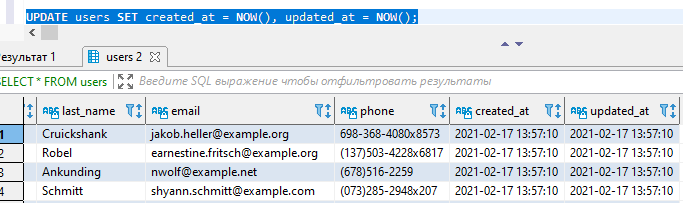 UPDATE users SET created_at = NOW(), updated_at = NOW();
езультат 1 users 2
SELECT * FROM users Введите SQL выражение чтобы отфильтровать результаты
last_name email phone created_at updated_at
1 Cruickshank jakob.heller@example.org 698-368-4080x8573 2021-02-17 13:57:10 2021-02-17 13:57:10
2 Robel earnestine.fritsch@example.org (137)503-4228x6817 2021-02-17 13:57:10 2021-02-17 13:57:10
3 Ankunding nwolf@example.net (678)516-2259 2021-02-17 13:57:10 2021-02-17 13:57:10
4 Schmitt shyann.schmitt@example.com (073)285-2948x207 2021-02-17 13:57:10 2021-02-17 13:57:10